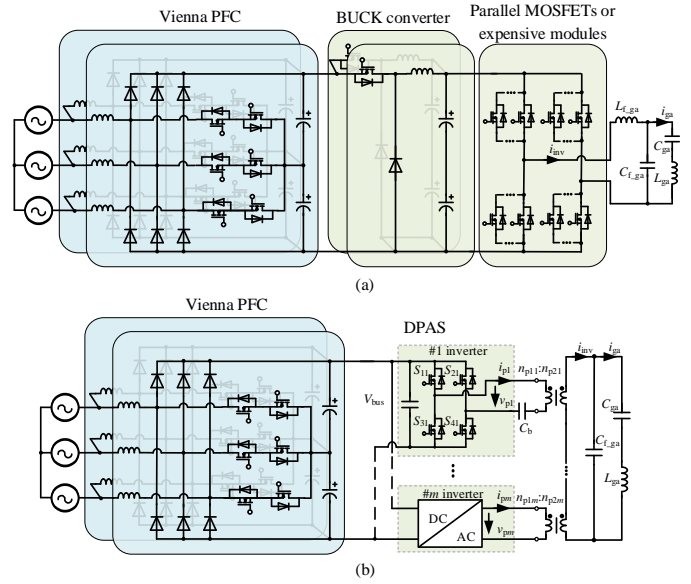 Vienna PFC
BUCK converter
Parallel MOSFETs or
expensive modules
L_f_ga
i_ga
C_ga
i_inv
C_f_ga
L_ga
(a)
Vienna PFC
DPAS
#1 inverter
i_inv
i_ga
S_11
S_21
i_p1
n_p11:n_p21
V_bus
v_p1
C_ga
S_31
S_41
C_b
C_f_ga
L_ga
#m inverter
i_pm
n_p1m:n_p2m
DC
AC
v_pm
(b)